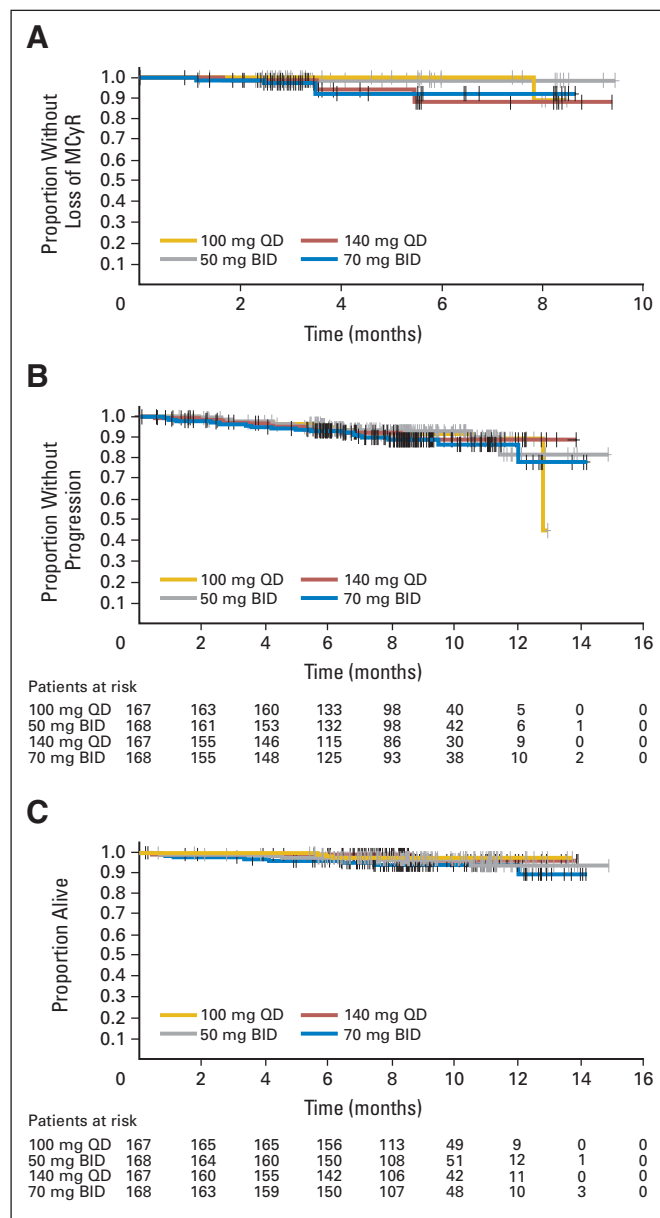 A
Proportion Without
Loss of MCyR
1.0
0.9
0.8
0.7
0.6
0.5
0.4
0.3
0.2
0.1
100 mg QD 140 mg QD
50 mg BID 70 mg BID
0 2 4 6 8 10
Time (months)
B
Proportion Without
Progression
1.0
0.9
0.8
0.7
0.6
0.5
0.4
0.3
0.2
0.1
100 mg QD 140 mg QD
50 mg BID 70 mg BID
0 2 4 6 8 10 12 14 16
Time (months)
Patients at risk
100 mg QD 167 163 160 133 98 40 5 0 0
50 mg BID 168 161 153 132 98 42 6 1 0
140 mg QD 167 155 146 115 86 30 9 0 0
70 mg BID 168 155 148 125 93 38 10 2 0
C
Proportion Alive
1.0
0.9
0.8
0.7
0.6
0.5
0.4
0.3
0.2
0.1
100 mg QD 140 mg QD
50 mg BID 70 mg BID
0 2 4 6 8 10 12 14 16
Time (months)
Patients at risk
100 mg QD 167 165 165 156 113 49 9 0 0
50 mg BID 168 164 160 150 108 51 12 1 0
140 mg QD 167 160 155 142 106 42 11 0 0
70 mg BID 168 163 159 150 107 48 10 3 0